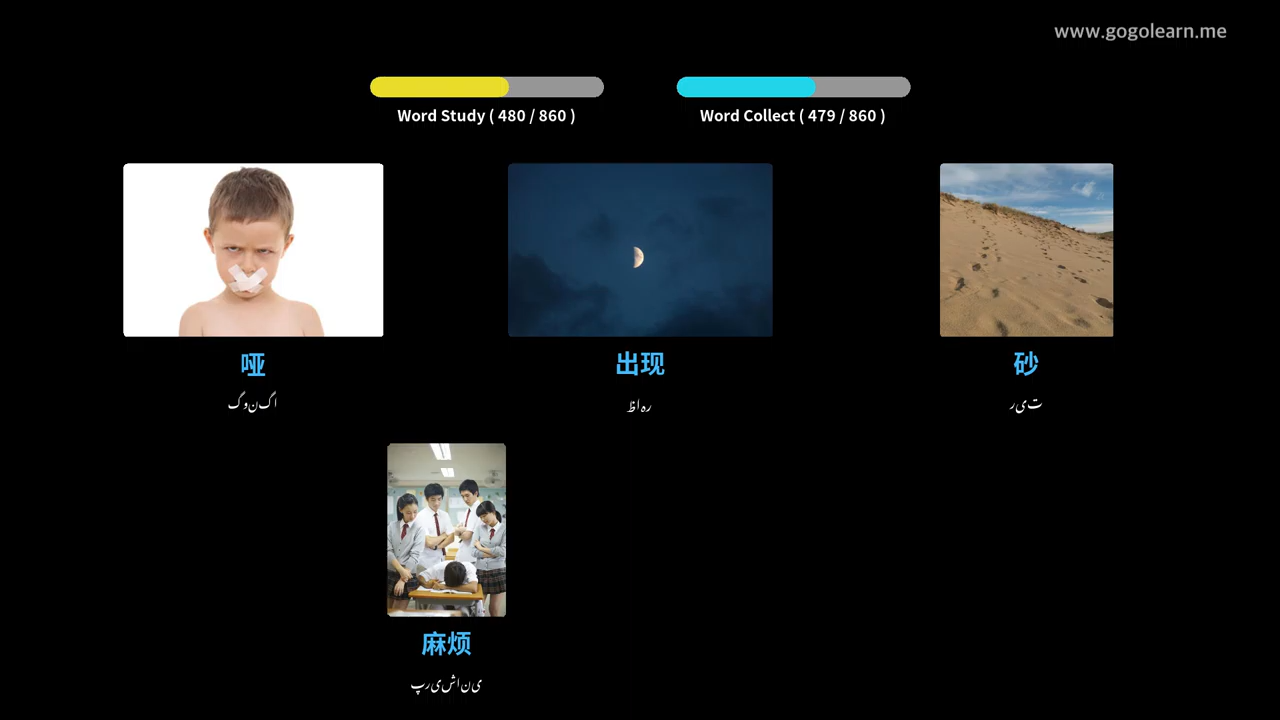 www.gogolearn.me
Word Study ( 480 / 860 )
Word Collect ( 479 / 860 )
哑
گونگا
出现
ظاہر
砂
ریت
麻烦
پریشانی